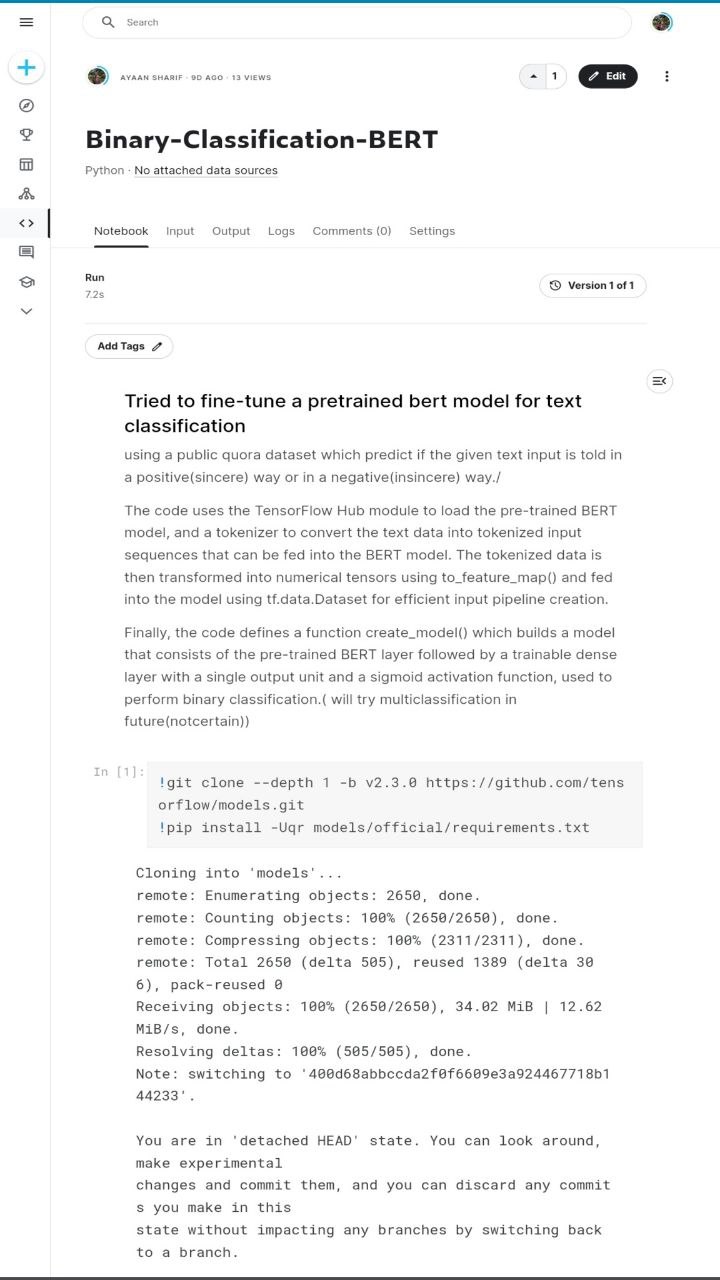 Search
AYAAN SHARIF · 9D AGO · 13 VIEWS
1
Edit
Binary-Classification-BERT
Python · No attached data sources
Notebook Input Output Logs Comments (0) Settings
Run
7.2s
Version 1 of 1
Add Tags
Tried to fine-tune a pretrained bert model for text
classification
using a public quora dataset which predict if the given text input is told in
a positive(sincere) way or in a negative(insincere) way./
The code uses the TensorFlow Hub module to load the pre-trained BERT
model, and a tokenizer to convert the text data into tokenized input
sequences that can be fed into the BERT model. The tokenized data is
then transformed into numerical tensors using to_feature_map() and fed
into the model using tf.data.Dataset for efficient input pipeline creation.
Finally, the code defines a function create_model() which builds a model
that consists of the pre-trained BERT layer followed by a trainable dense
layer with a single output unit and a sigmoid activation function, used to
perform binary classification.( will try multiclassification in
future(notcertain))
In [1]:
!git clone --depth 1 -b v2.3.0 https://github.com/tens
orflow/models.git
!pip install -Uqr models/official/requirements.txt
Cloning into 'models'...
remote: Enumerating objects: 2650, done.
remote: Counting objects: 100% (2650/2650), done.
remote: Compressing objects: 100% (2311/2311), done.
remote: Total 2650 (delta 505), reused 1389 (delta 30
6), pack-reused 0
Receiving objects: 100% (2650/2650), 34.02 MiB | 12.62
MiB/s, done.
Resolving deltas: 100% (505/505), done.
Note: switching to '400d68abbccda2f0f6609e3a924467718b1
44233'.
You are in 'detached HEAD' state. You can look around,
make experimental
changes and commit them, and you can discard any commit
s you make in this
state without impacting any branches by switching back
to a branch.